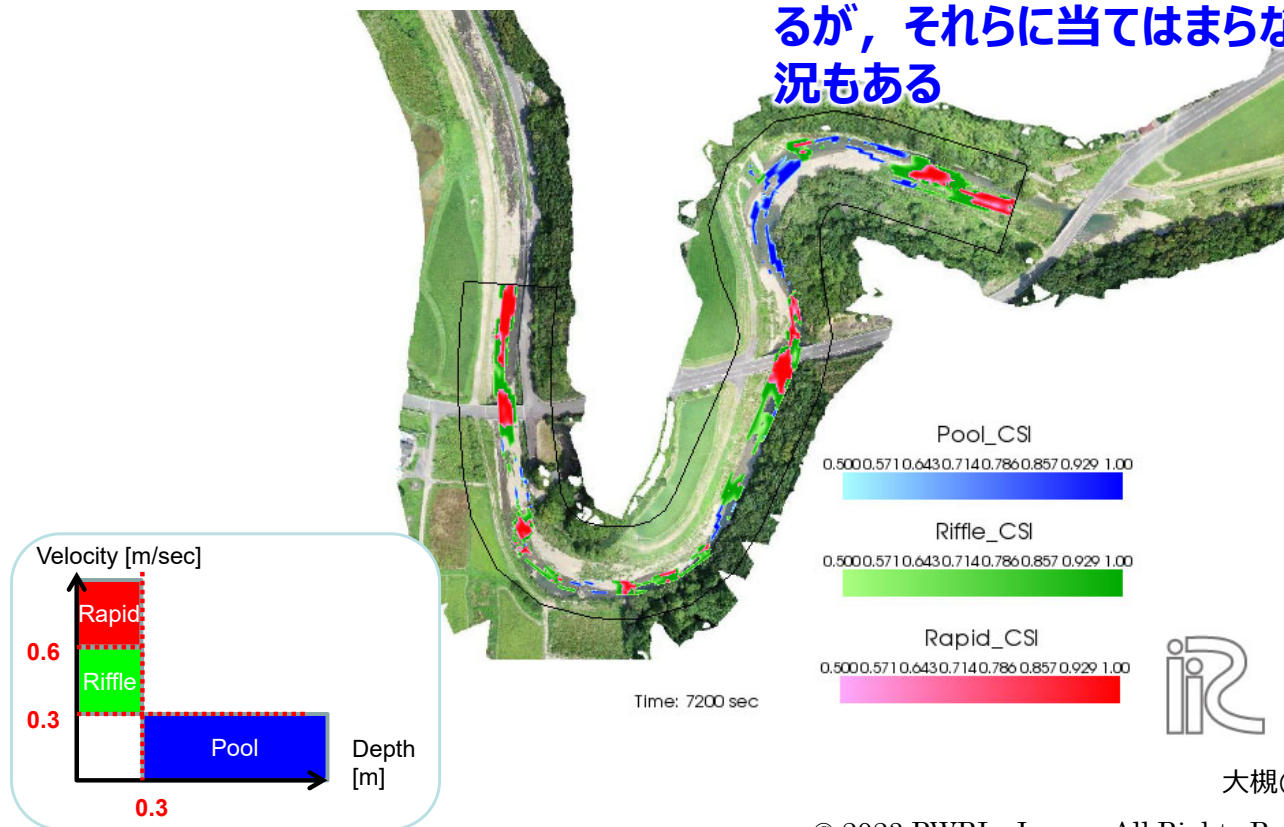 るが，それらに当てはまらな
況もある
Pool_CSI
0.500 0.571 0.643 0.714 0.786 0.857 0.929 1.00
Riffle_CSI
0.500 0.571 0.643 0.714 0.786 0.857 0.929 1.00
Rapid_CSI
0.500 0.571 0.643 0.714 0.786 0.857 0.929 1.00
Time: 7200 sec
iRIC
Velocity [m/sec]
Rapid
0.6
Riffle
0.3
Pool
Depth
[m]
0.3
大槻